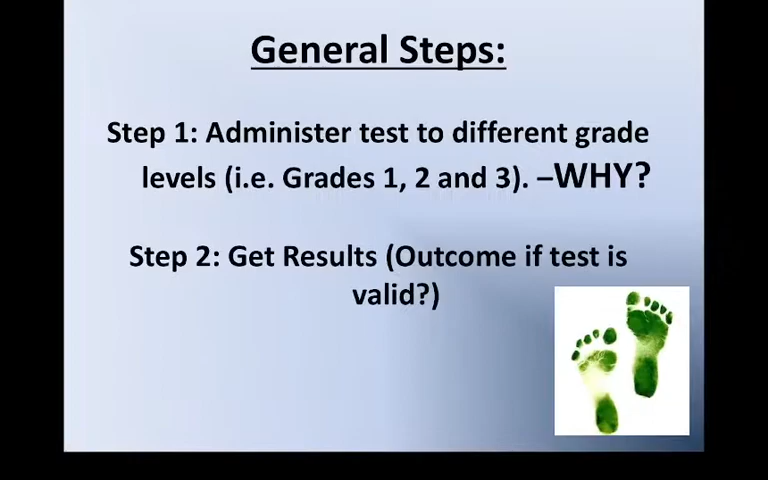 General Steps:
Step 1: Administer test to different grade
levels (i.e. Grades 1, 2 and 3). –WHY?
Step 2: Get Results (Outcome if test is
valid?)